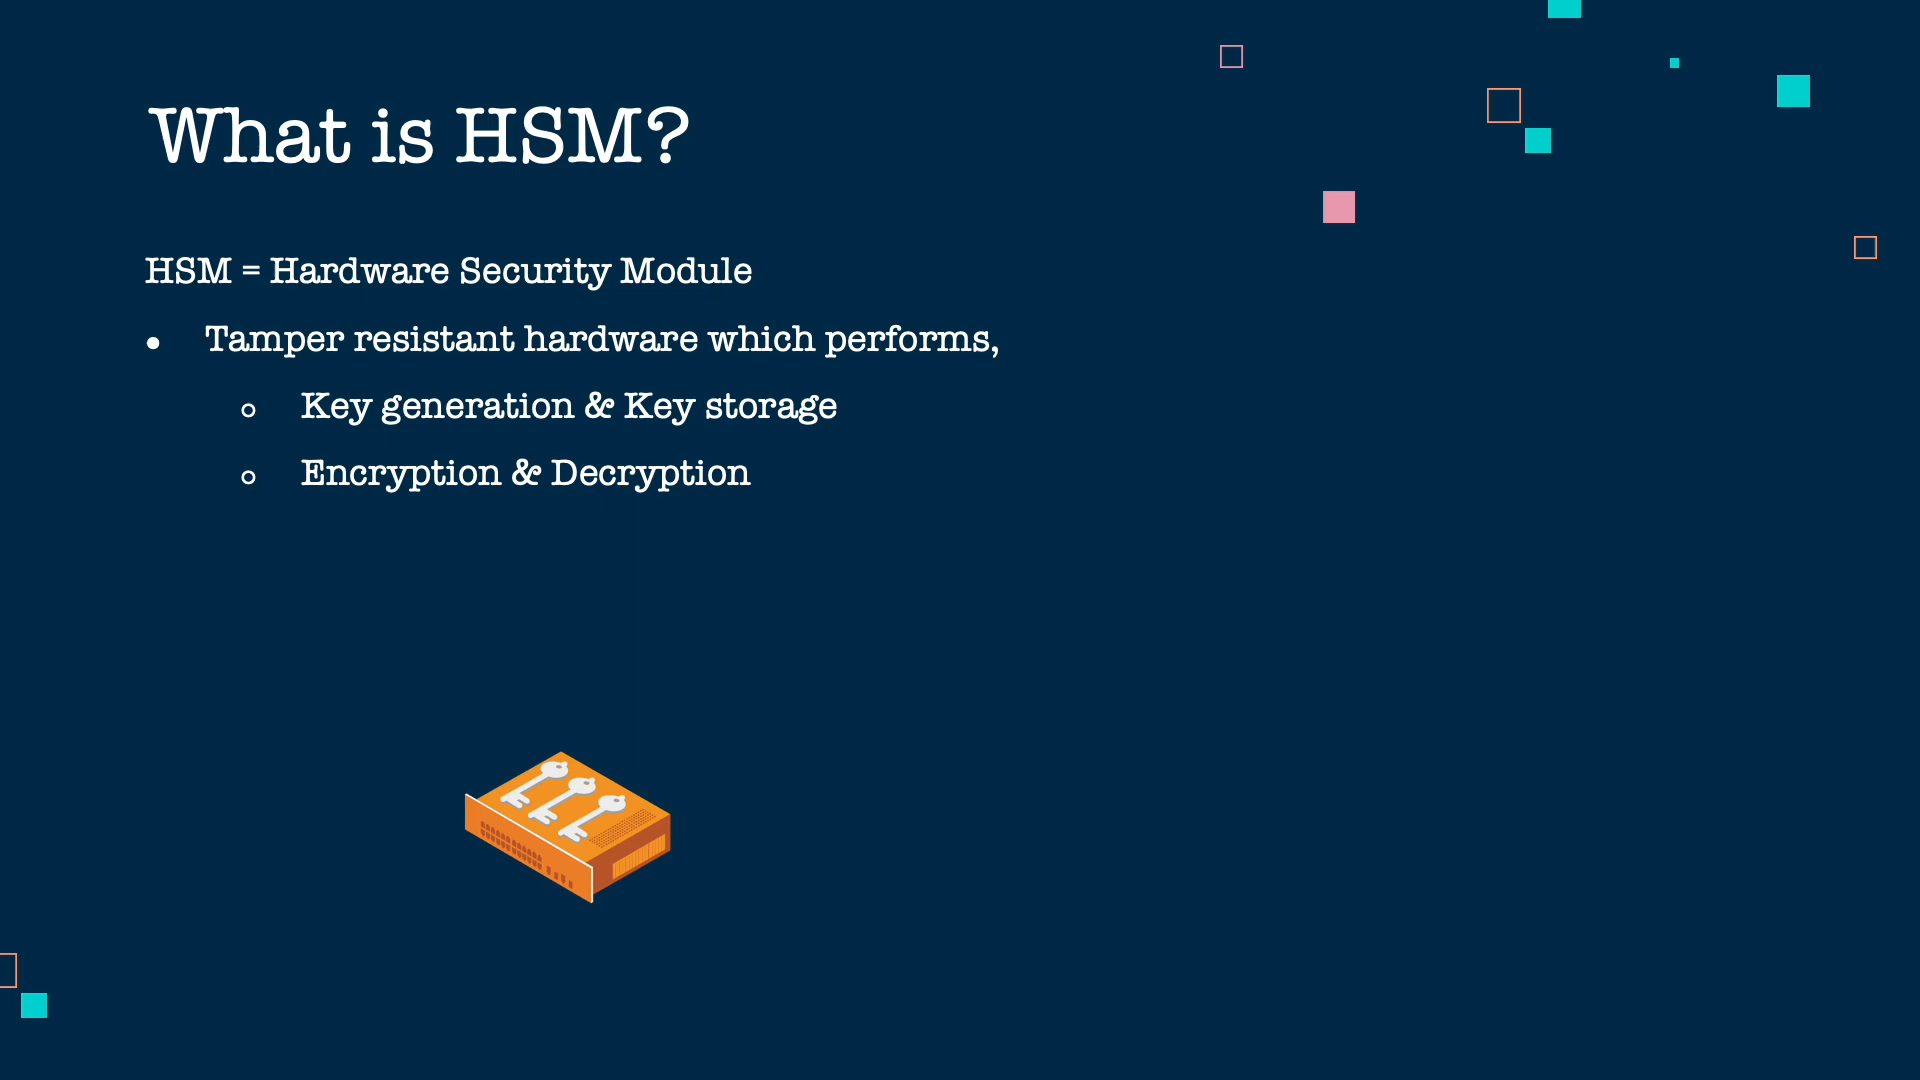 What is HSM?
HSM = Hardware Security Module
● Tamper resistant hardware which performs,
○ Key generation & Key storage
○ Encryption & Decryption